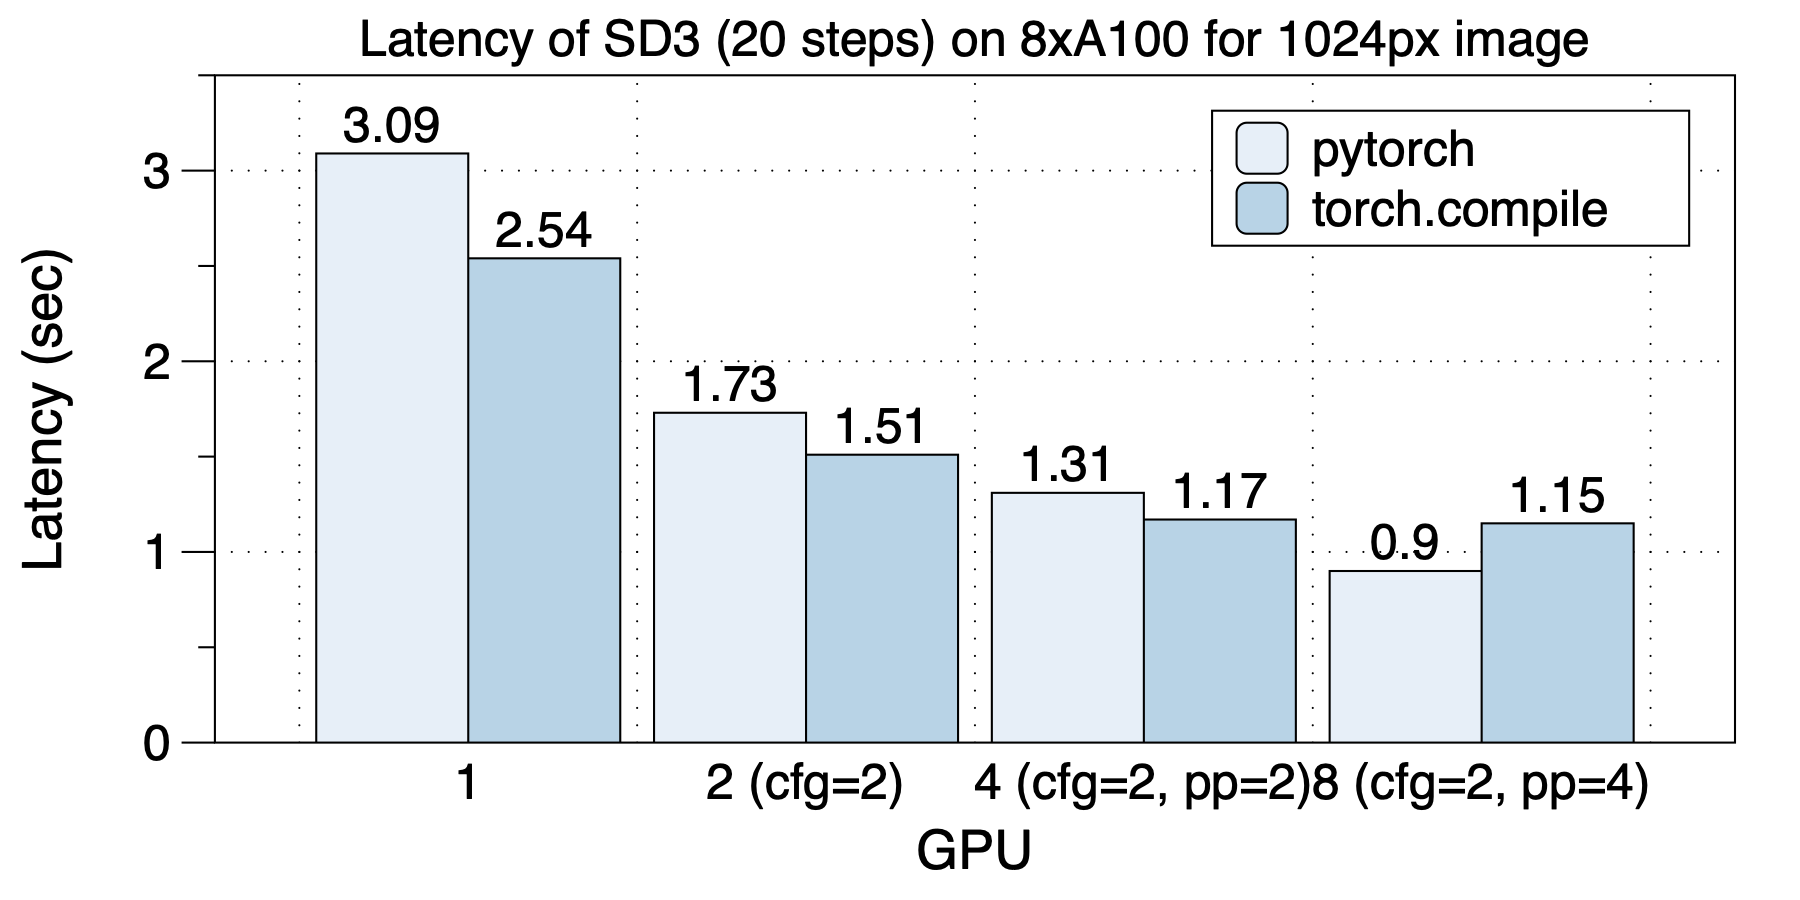 Latency of SD3 (20 steps) on 8xA100 for 1024px image
pytorch
torch.compile
Latency (sec)
3
2
1
0
3.09
2.54
1.73
1.51
1.31
1.17
0.9
1.15
1
2 (cfg=2)
4 (cfg=2, pp=2)
8 (cfg=2, pp=4)
GPU